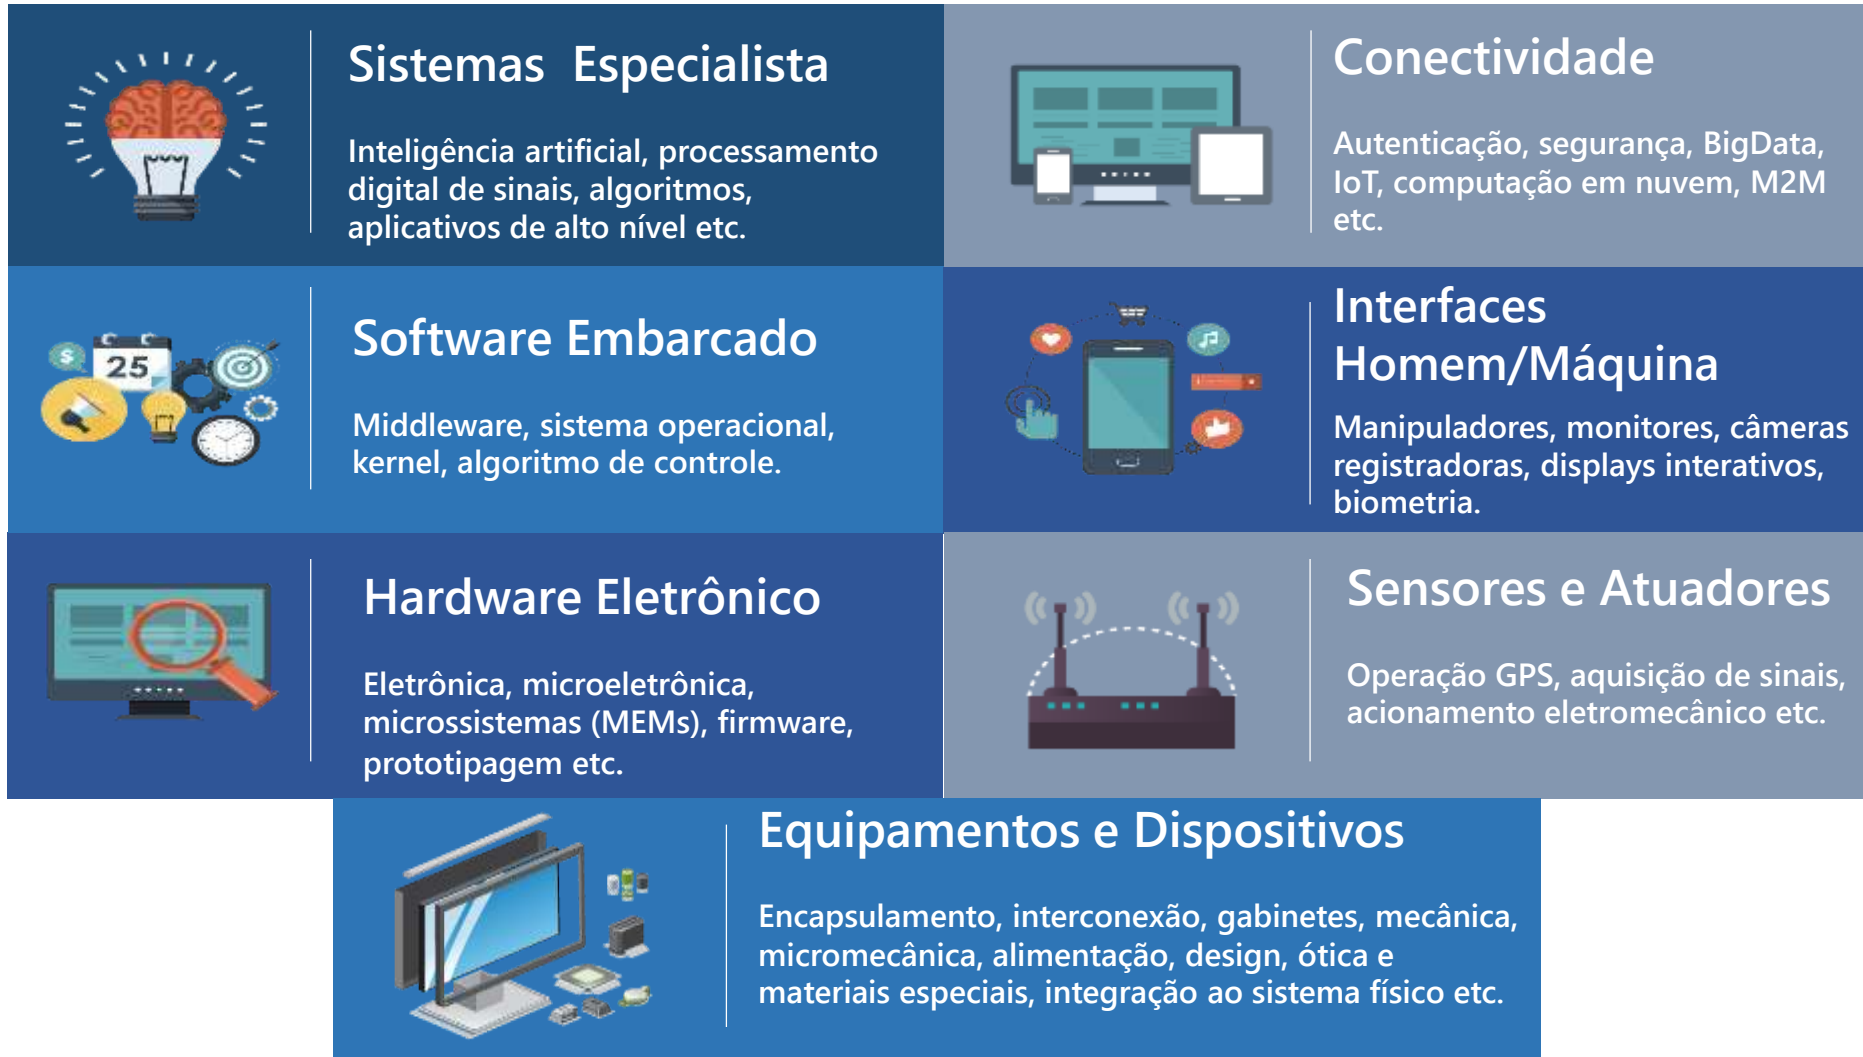 Sistemas Especialista
Inteligência artificial, processamento
digital de sinais, algoritmos,
aplicativos de alto nível etc.
Conectividade
Autenticação, segurança, BigData,
IoT, computação em nuvem, M2M
etc.
Software Embarcado
Middleware, sistema operacional,
kernel, algoritmo de controle.
$
25
Interfaces
Homem/Máquina
Manipuladores, monitores, câmeras
registradoras, displays interativos,
biometria.
Hardware Eletrônico
Eletrônica, microeletrônica,
microssistemas (MEMs), firmware,
prototipagem etc.
Sensores e Atuadores
Operação GPS, aquisição de sinais,
acionamento eletromecânico etc.
Equipamentos e Dispositivos
Encapsulamento, interconexão, gabinetes, mecânica,
micromecânica, alimentação, design, ótica e
materiais especiais, integração ao sistema físico etc.